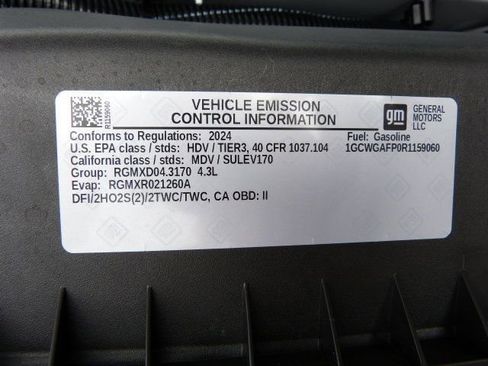 R1159060
VEHICLE EMISSION
CONTROL INFORMATION
gm
GENERAL
MOTORS
LLC
Conforms to Regulations: 2024
Fuel: Gasoline
U.S. EPA class / stds: HDV / TIER3, 40 CFR 1037.104
1GCWGAFP0R1159060
California class / stds: MDV / SULEV170
Group: RGMXD04.3170 4.3L
Evap: RGMXR021260A
DFI/2HO2S(2)/2TWC/TWC, CA OBD: II